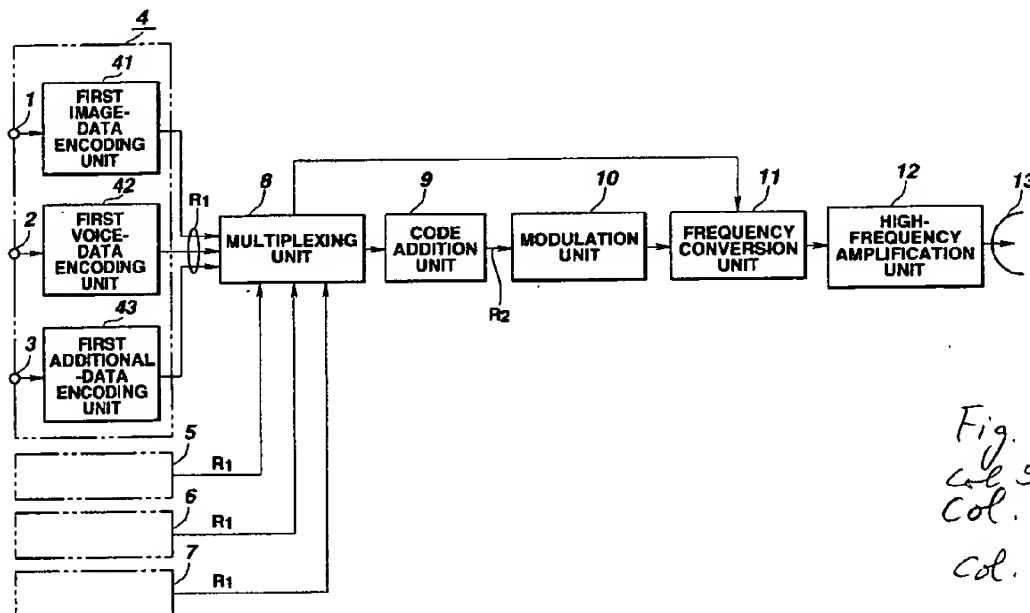 4
41
FIRST
IMAGE-
DATA
ENCODING
UNIT
1
42
FIRST
VOICE-
DATA
ENCODING
UNIT
2
43
FIRST
ADDITIONAL
-DATA
ENCODING
UNIT
3
R1
8
MULTIPLEXING
UNIT
9
CODE
ADDITION
UNIT
R2
10
MODULATION
UNIT
11
FREQUENCY
CONVERSION
UNIT
12
HIGH-
FREQUENCY
AMPLIFICATION
UNIT
13
5
R1
6
R1
7
R1
Fig.
Col 5
Col.
Col.